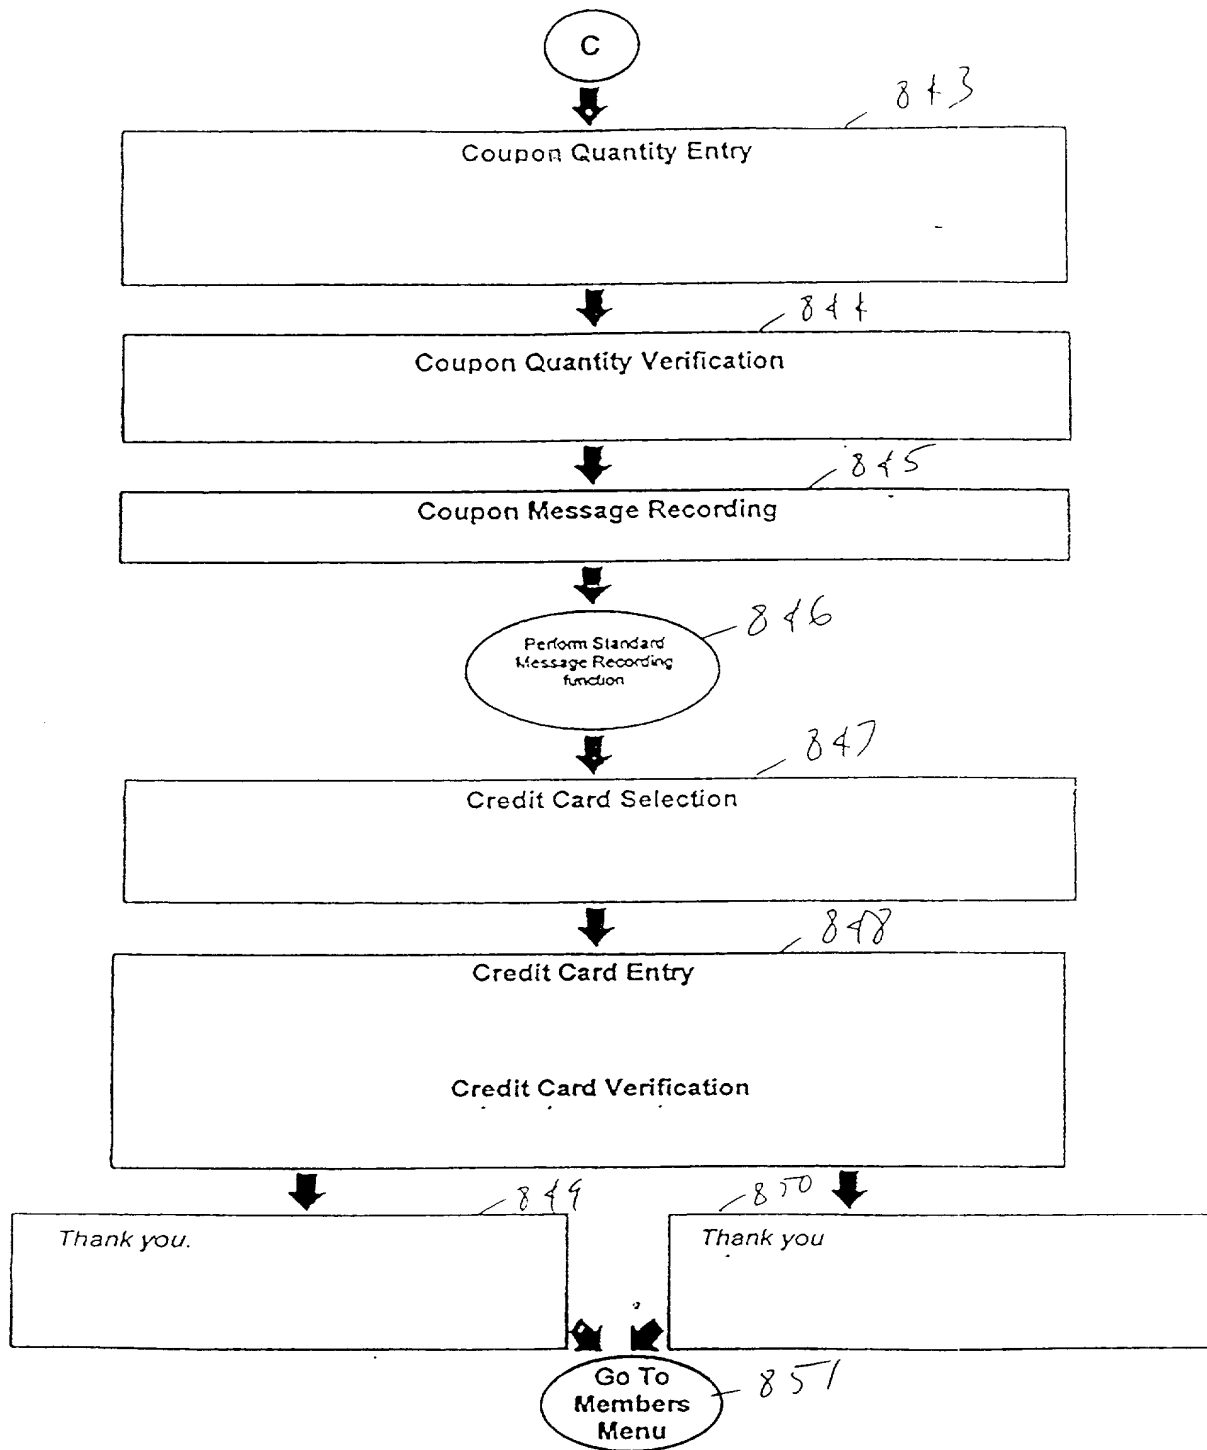 C
843
Coupon Quantity Entry
844
Coupon Quantity Verification
845
Coupon Message Recording
846
Perform Standard
Message Recording
function
847
Credit Card Selection
848
Credit Card Entry
Credit Card Verification
849
850
Thank you.
Thank you
Go To
Members
Menu
851